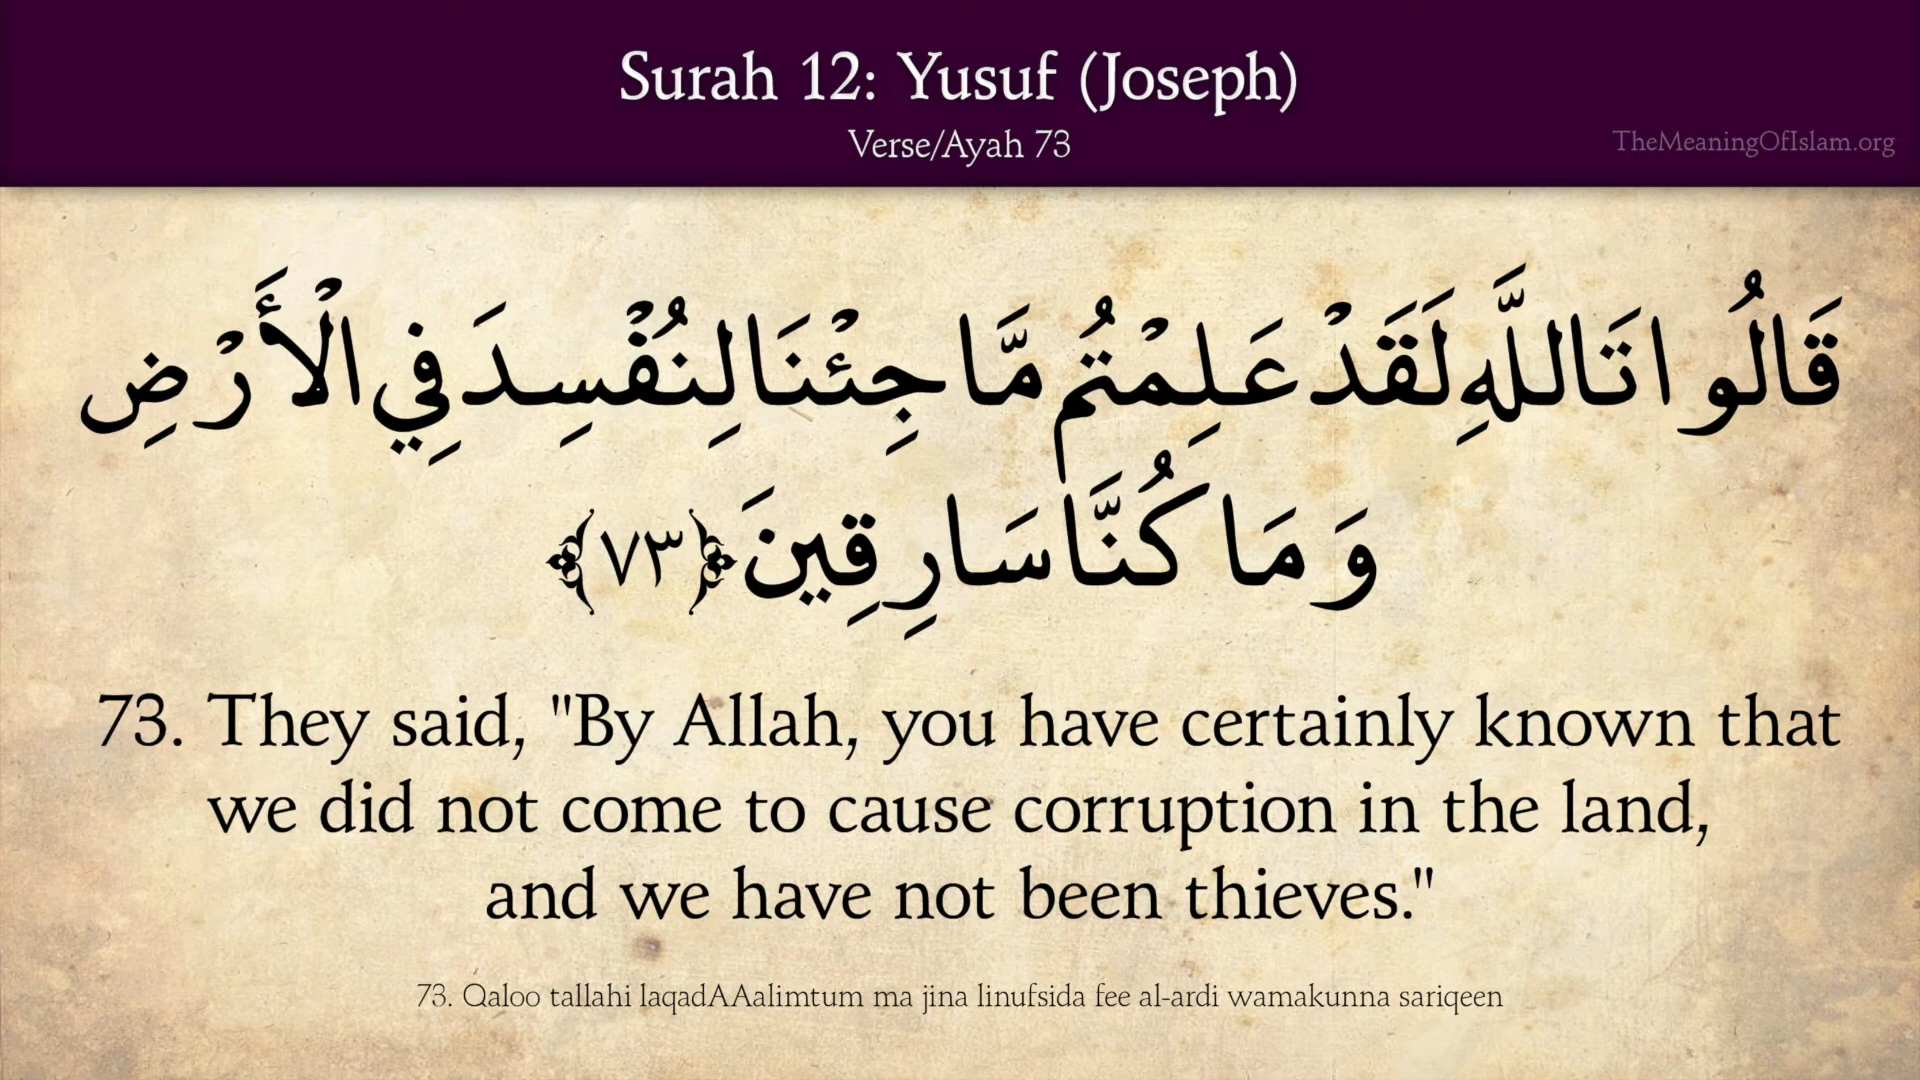 Surah 12: Yusuf (Joseph)
Verse/Ayah 73
TheMeaningOfIslam.org
قَالُوا تَاللَّهِ لَقَدْ عَلِمْتُم مَّا جِئْنَا لِنُفْسِدَ فِي الْأَرْضِ
وَمَا كُنَّا سَارِقِينَ ﴿٧٣﴾
73. They said, "By Allah, you have certainly known that
we did not come to cause corruption in the land,
and we have not been thieves."
73. Qaloo tallahi laqadAAalimtum ma jina linufsida fee al-ardi wamakunna sariqeen